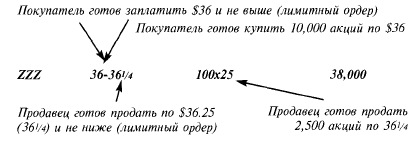 Покупатель готов заплатить $36 и не выше (лимитный ордер)
Покупатель готов купить 10,000 акций по $36
ZZZ 36-36¼ 100x25 38,000
Продавец готов продать по $36.25
(36¼) и не ниже (лимитный ордер)
Продавец готов продать
2,500 акций по 36¼